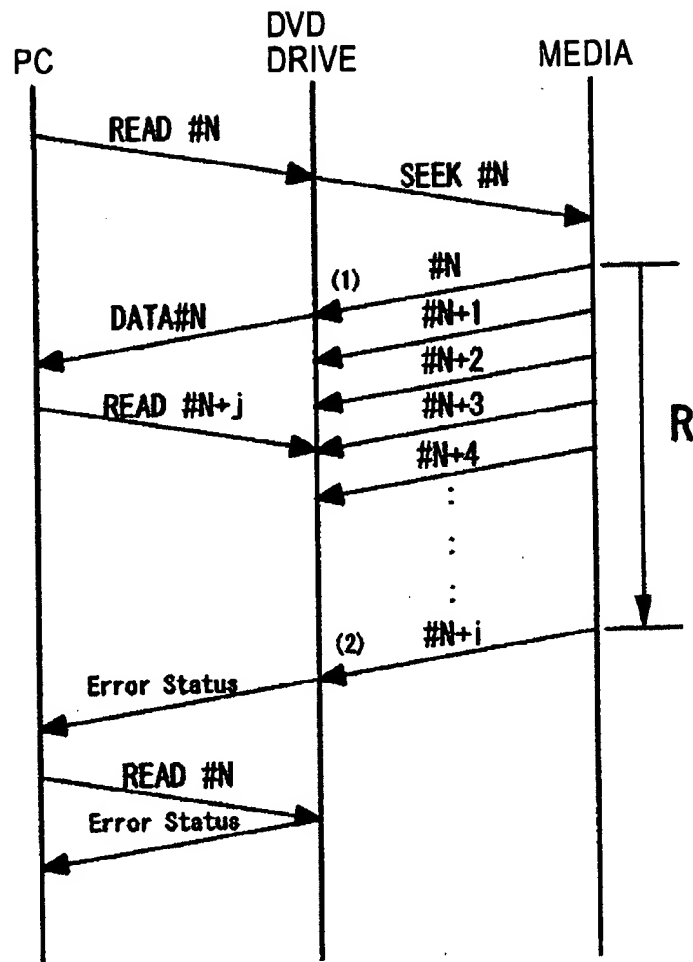 PC
DVD
DRIVE
MEDIA
READ #N
SEEK #N
#N
(1)
DATA#N
#N+1
#N+2
READ #N+j
#N+3
R
#N+4
#N+i
(2)
Error Status
READ #N
Error Status